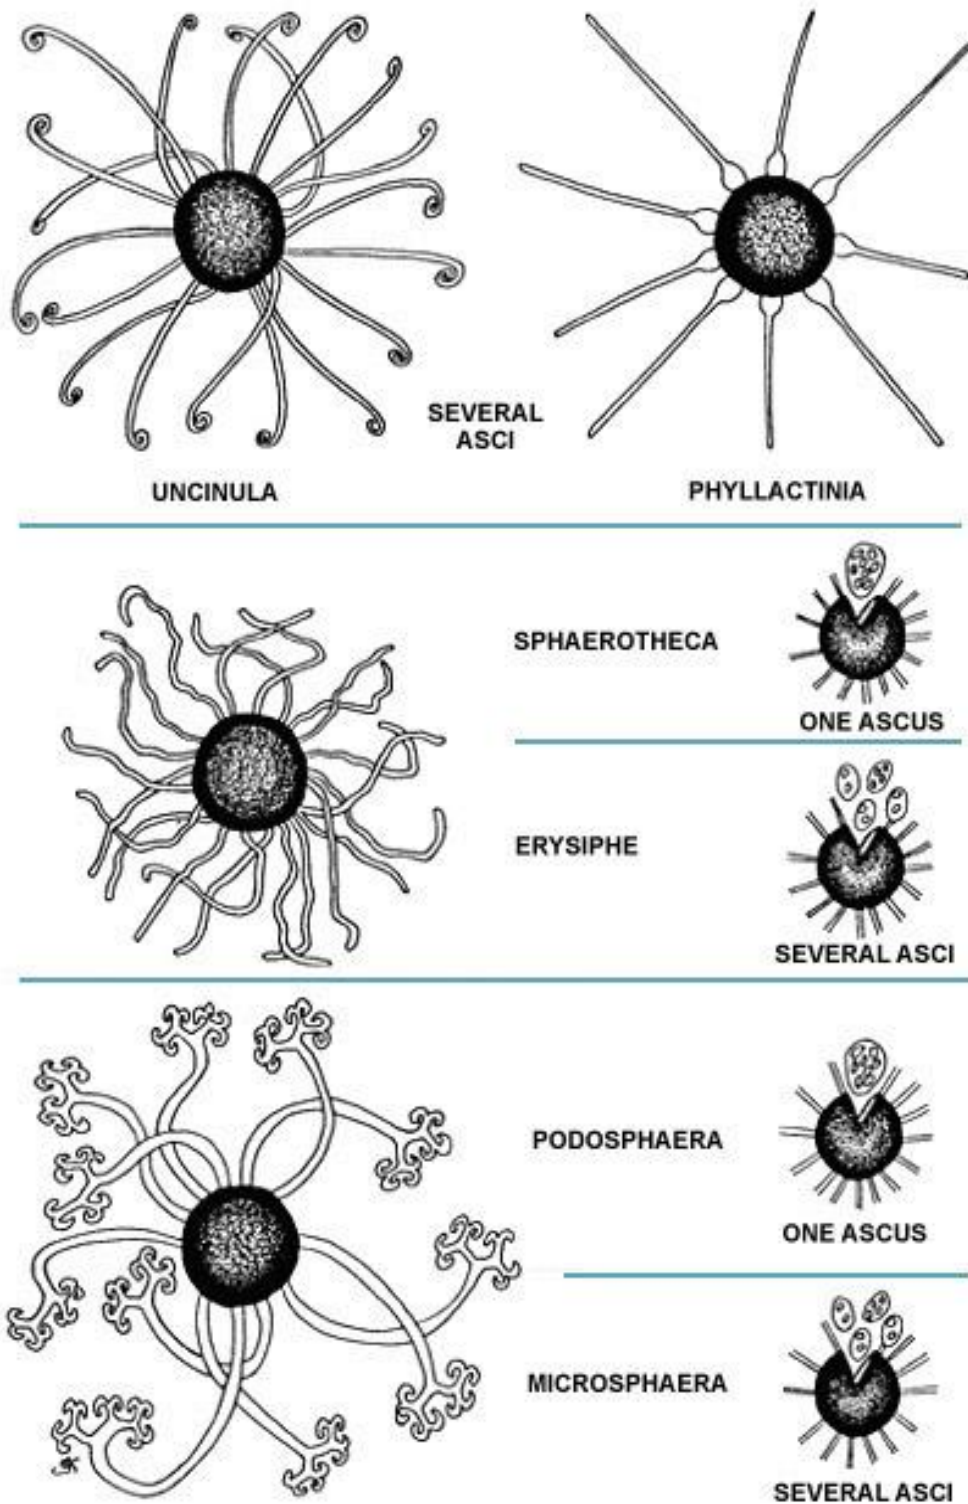 SEVERAL
ASCI
UNCINULA
PHYLLACTINIA
SPHAEROTHECA
ONE ASCUS
ERYSIPHE
SEVERAL ASCI
PODOSPHAERA
ONE ASCUS
MICROSPHAERA
SEVERAL ASCI